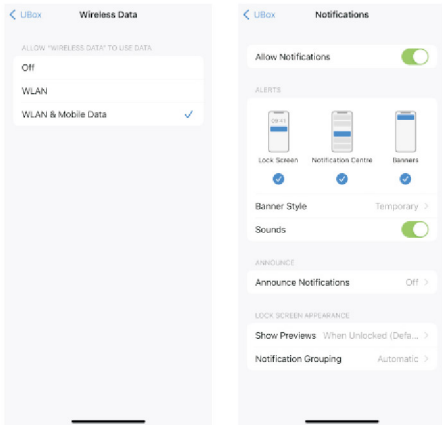 UBox
Wireless Data
ALLOW "WIRELESS DATA" TO USE DATA
Off
WLAN
WLAN & Mobile Data
UBox
Notifications
Allow Notifications
ALERTS
09:41
Lock Screen
Notification Centre
Banners
Banner Style
Temporary
Sounds
ANNOUNCE
Announce Notifications
Off
LOCK SCREEN APPEARANCE
Show Previews
When Unlocked (Defa...
Notification Grouping
Automatic